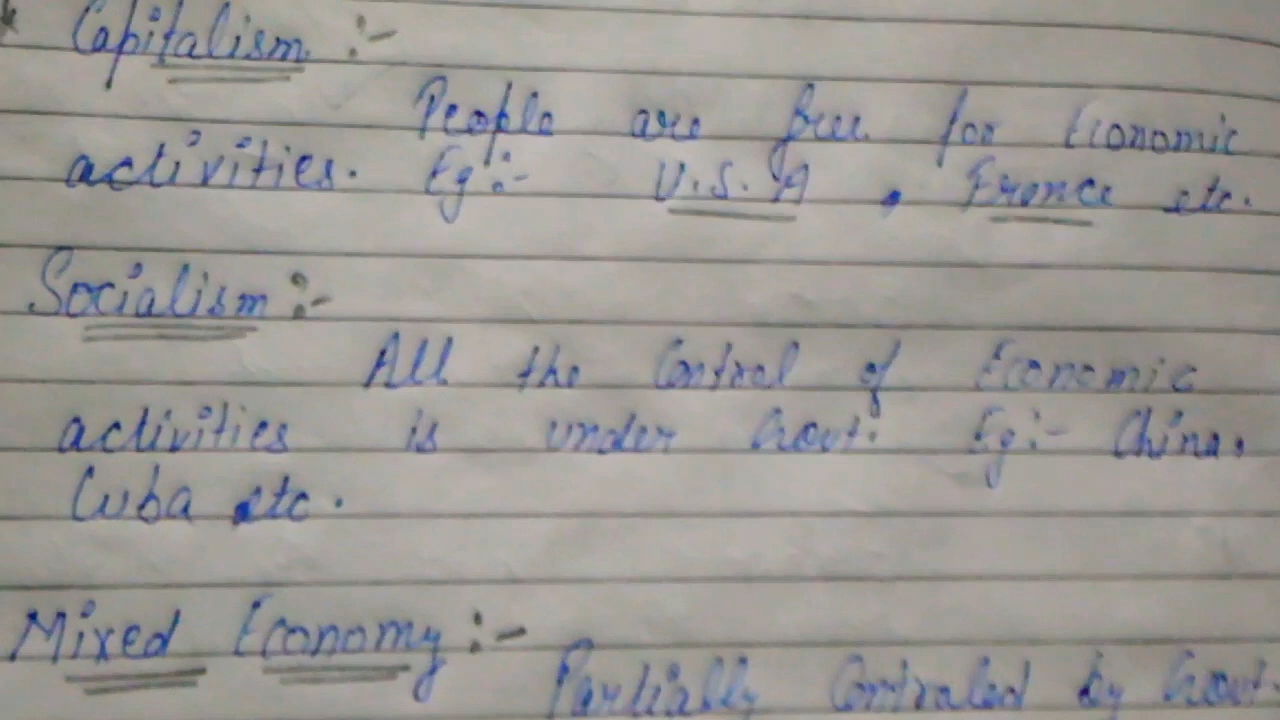 * Capitalism :-
People are free for Economic
activities. Eg :- U.S.A , France etc.
Socialism :-
All the Control of Economic
activities is under Govt. Eg :- China,
Cuba etc.
Mixed Economy :-
Partially Contraled by Govt.